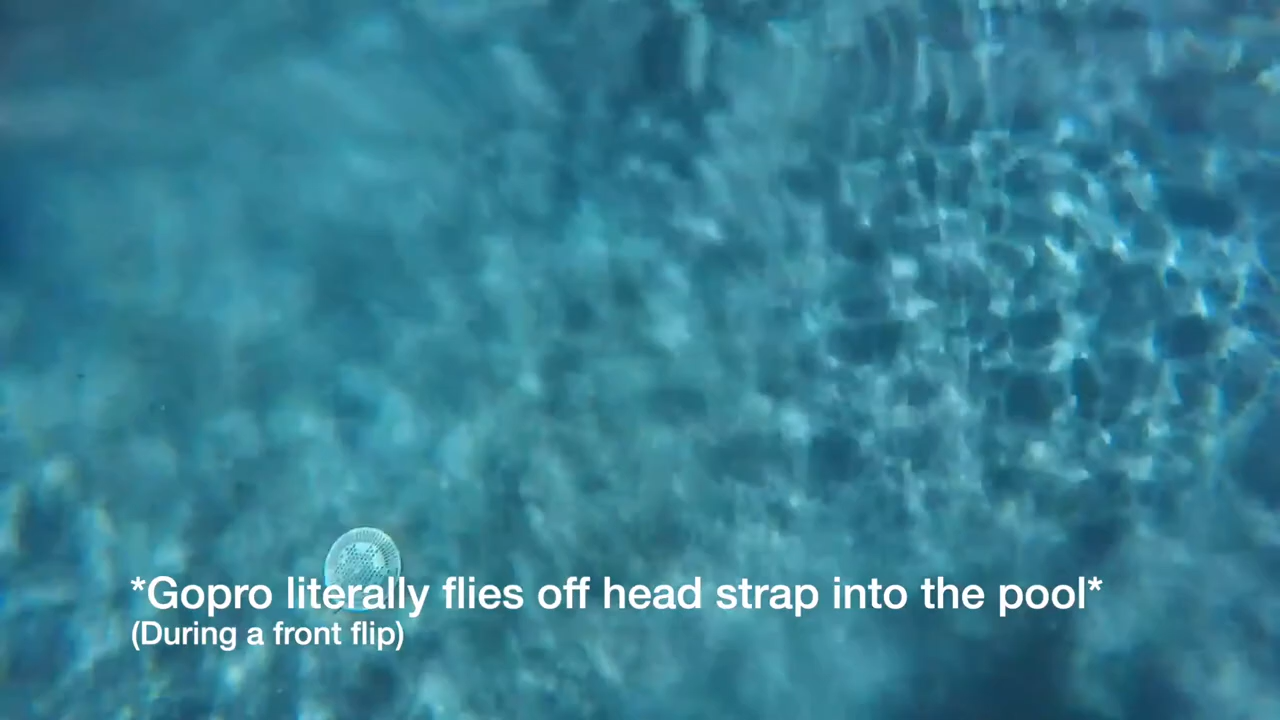 *Gopro literally flies off head strap into the pool*
(During a front flip)